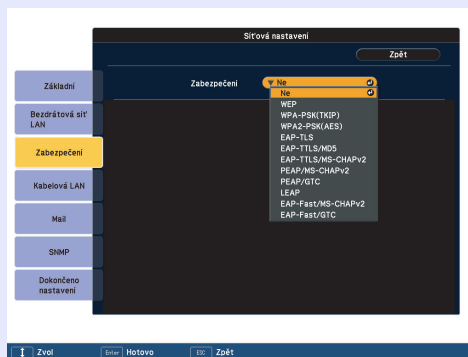 Síťová nastavení
Zpět
Základní
Bezdrátová síť
LAN
Zabezpečení
Kabelová LAN
Mail
SNMP
Dokončeno
nastavení
Zabezpečení
Ne
Ne
WEP
WPA-PSK(TKIP)
WPA2-PSK(AES)
EAP-TLS
EAP-TTLS/MD5
EAP-TTLS/MS-CHAPv2
PEAP/MS-CHAPv2
PEAP/GTC
LEAP
EAP-Fast/MS-CHAPv2
EAP-Fast/GTC
Zvol Enter Hotovo ESC Zpět